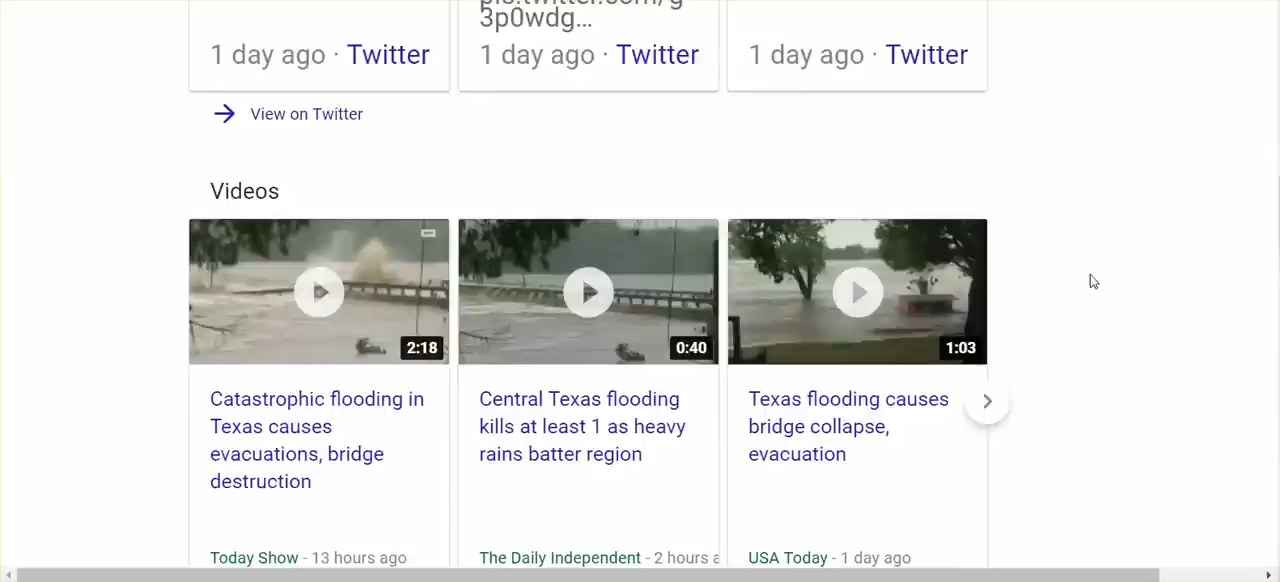 3p0wdg...
1 day ago · Twitter
1 day ago · Twitter
1 day ago · Twitter
View on Twitter
Videos
2:18
0:40
1:03
Catastrophic flooding in
Texas causes
evacuations, bridge
destruction
Central Texas flooding
kills at least 1 as heavy
rains batter region
Texas flooding causes
bridge collapse,
evacuation
Today Show - 13 hours ago
The Daily Independent - 2 hours a
USA Today - 1 day ago